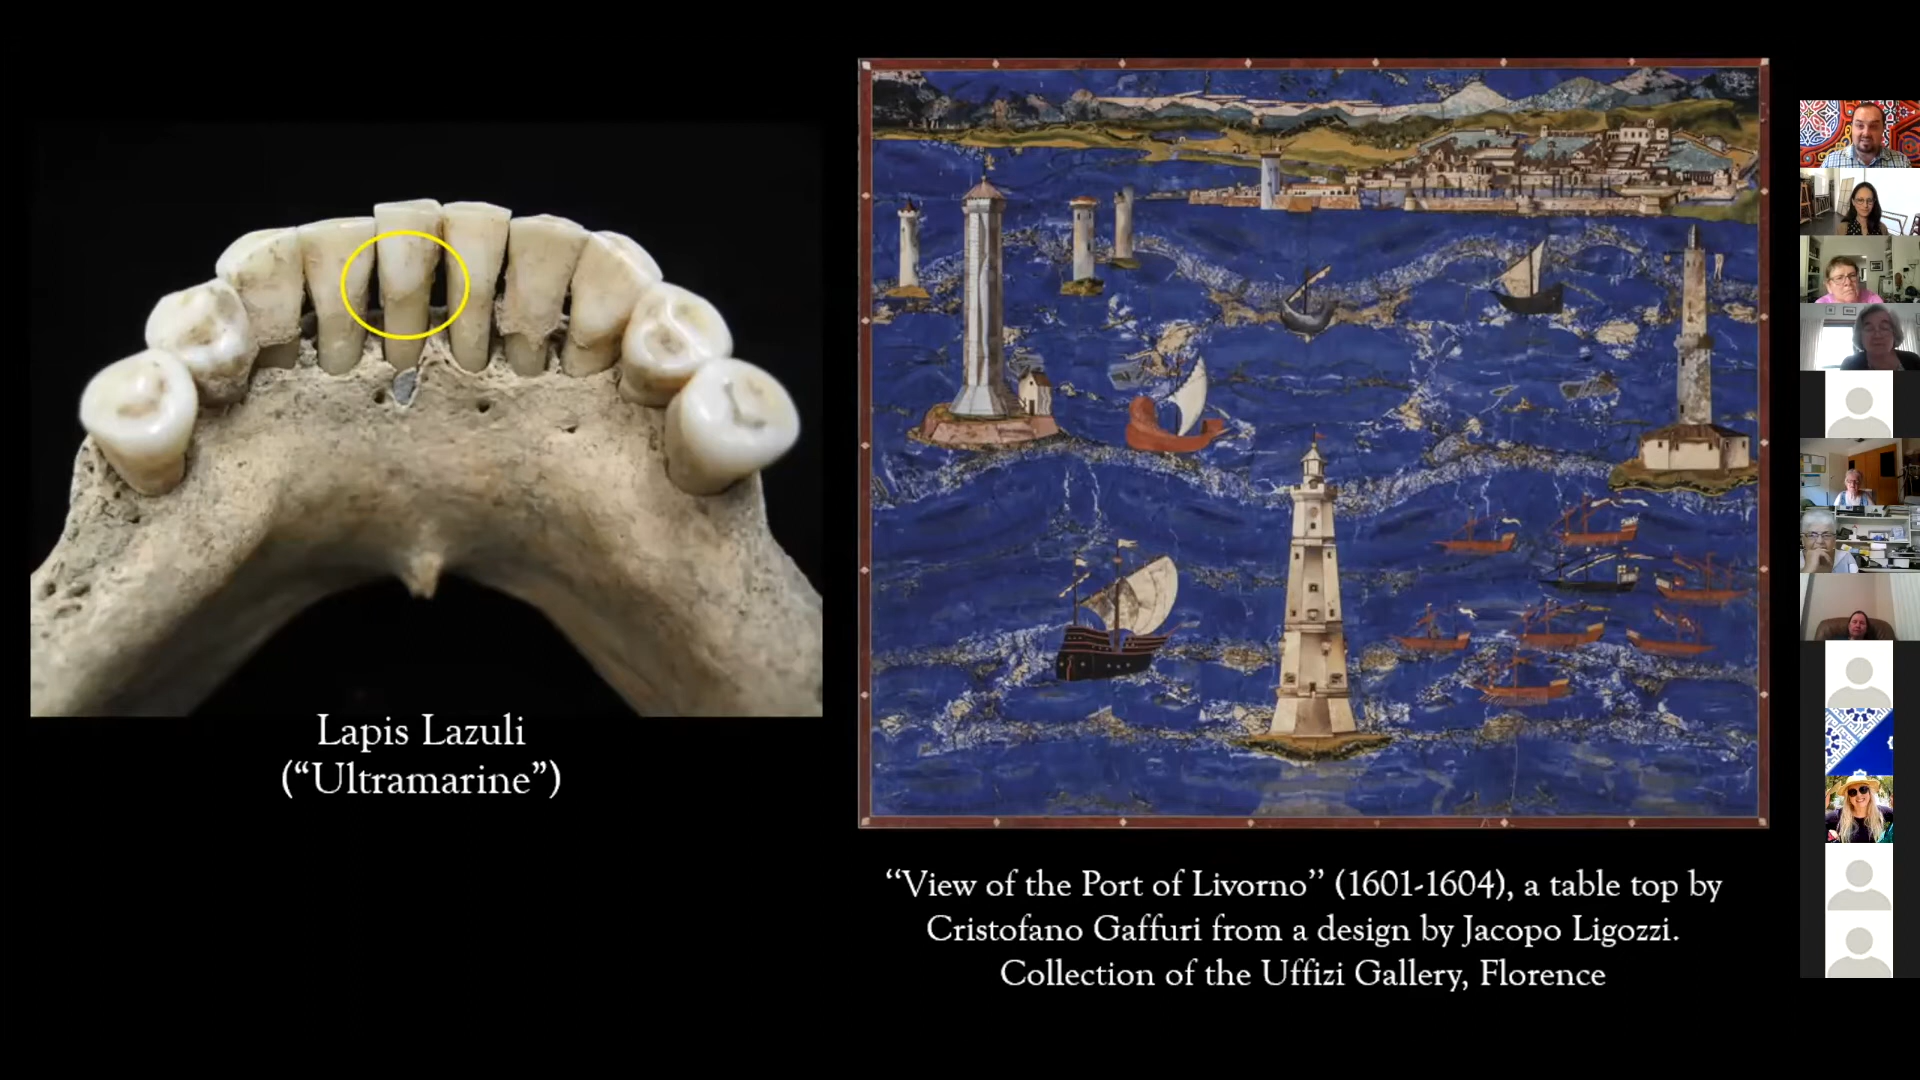 Lapis Lazuli
(“Ultramarine”)
“View of the Port of Livorno” (1601-1604), a table top by
Cristofano Gaffuri from a design by Jacopo Ligozzi.
Collection of the Uffizi Gallery, Florence